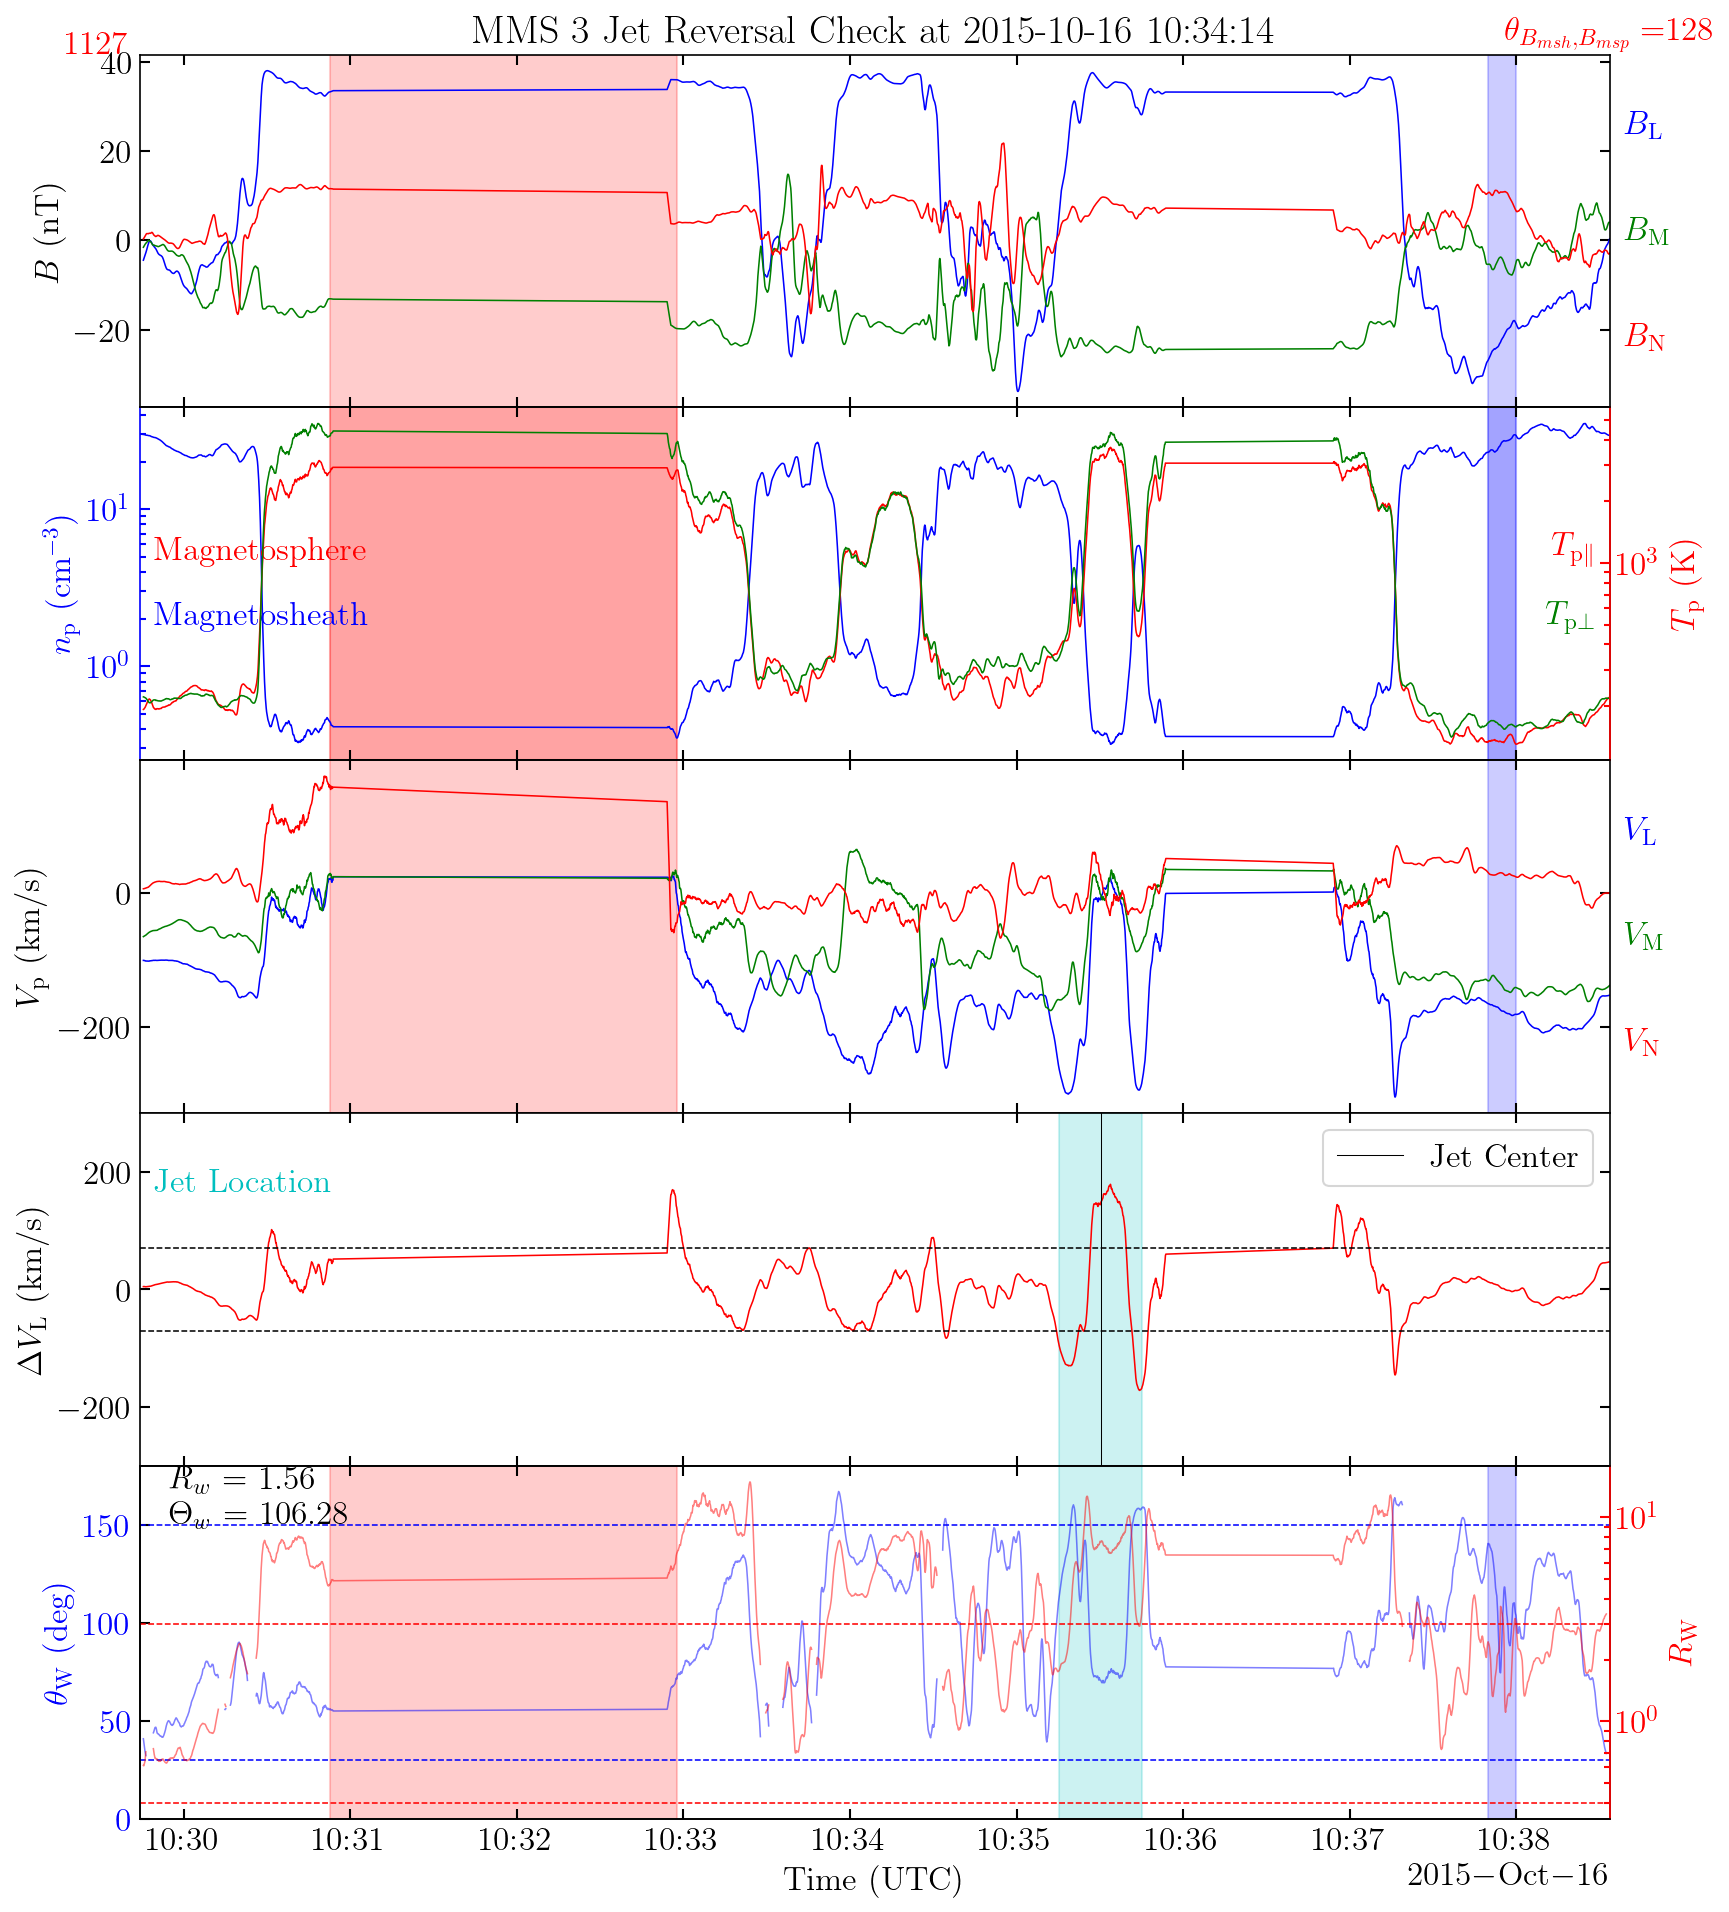 MMS 3 Jet Reversal Check at 2015-10-16 10:34:14
1127
θ_{B_{msh},B_{msp}} =128
40
20
0
−20
B (nT)
B_L
B_M
B_N
10^1
10^0
n_p (cm^{−3})
Magnetosphere
Magnetosheath
T_{p∥}
T_{p⊥}
10^3
T_p (K)
0
−200
V_p (km/s)
V_L
V_M
V_N
200
0
−200
ΔV_L (km/s)
Jet Location
Jet Center
R_w = 1.56
Θ_w = 106.28
150
100
50
0
θ_W (deg)
10^1
10^0
R_W
10:30 10:31 10:32 10:33 10:34 10:35 10:36 10:37 10:38
Time (UTC)
2015−Oct−16